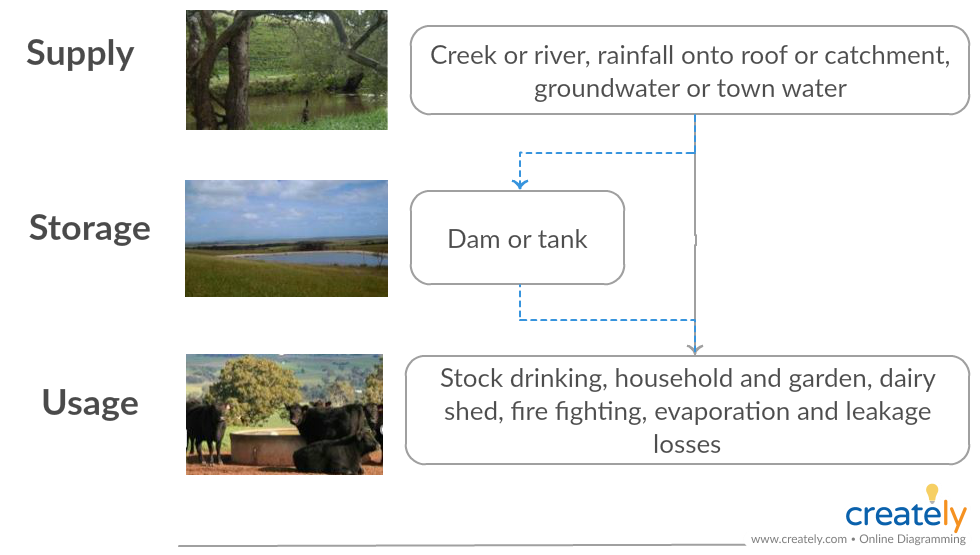 Supply
Creek or river, rainfall onto roof or catchment,
groundwater or town water
Storage
Dam or tank
Usage
Stock drinking, household and garden, dairy
shed, fire fighting, evaporation and leakage
losses
creately
www.creately.com • Online Diagramming